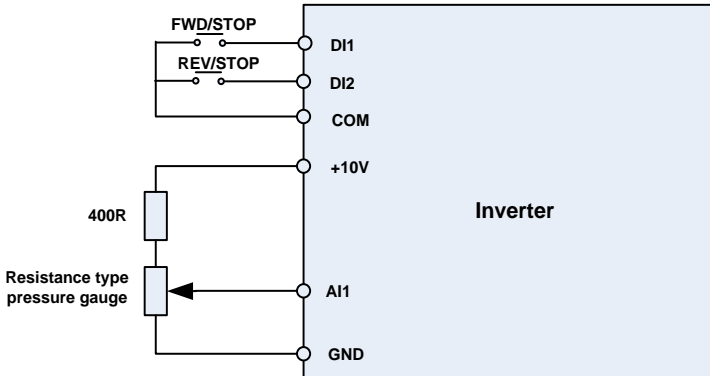 FWD/STOP
DI1
REV/STOP
DI2
COM
+10V
400R
Inverter
Resistance type
pressure gauge
AI1
GND